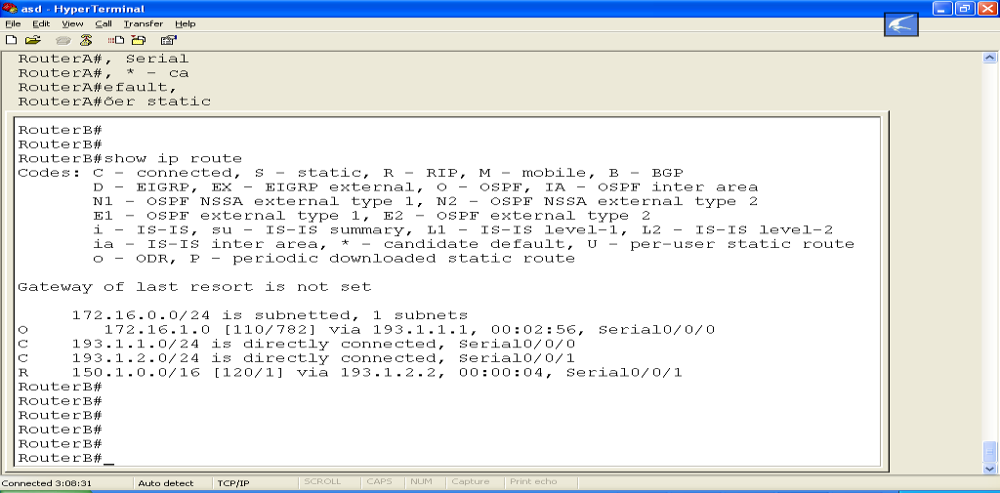 asd - HyperTerminal
File Edit View Call Transfer Help
RouterA#, Serial
RouterA#, * - ca
RouterA#efault,
RouterA#õer static
RouterB#
RouterB#
RouterB#show ip route
Codes: C - connected, S - static, R - RIP, M - mobile, B - BGP
D - EIGRP, EX - EIGRP external, O - OSPF, IA - OSPF inter area
N1 - OSPF NSSA external type 1, N2 - OSPF NSSA external type 2
E1 - OSPF external type 1, E2 - OSPF external type 2
i - IS-IS, su - IS-IS summary, L1 - IS-IS level-1, L2 - IS-IS level-2
ia - IS-IS inter area, * - candidate default, U - per-user static route
o - ODR, P - periodic downloaded static route
Gateway of last resort is not set
172.16.0.0/24 is subnetted, 1 subnets
O 172.16.1.0 [110/782] via 193.1.1.1, 00:02:56, Serial0/0/0
C 193.1.1.0/24 is directly connected, Serial0/0/0
C 193.1.2.0/24 is directly connected, Serial0/0/1
R 150.1.0.0/16 [120/1] via 193.1.2.2, 00:00:04, Serial0/0/1
RouterB#
RouterB#
RouterB#
RouterB#
RouterB#
RouterB#_
Connected 3:08:31 Auto detect TCP/IP SCROLL CAPS NUM Capture Print echo